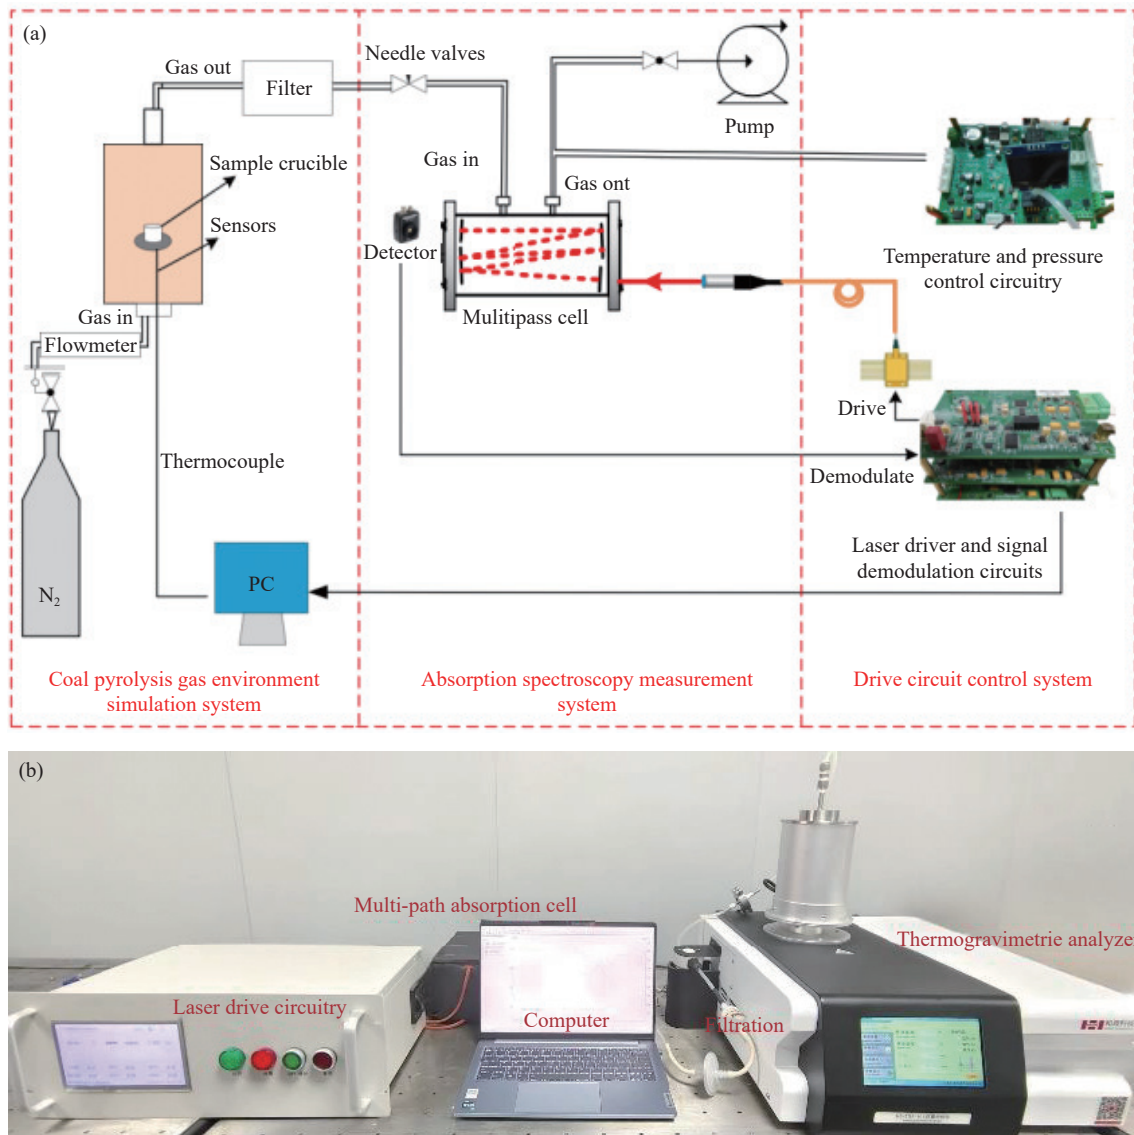 (a)
Needle valves
Gas out
Filter
Pump
Gas in
Sample crucible
Gas ont
Sensors
Detector
Temperature and pressure
control circuitry
Gas in
Mulitipass cell
Flowmeter
Drive
Thermocouple
Demodulate
Laser driver and signal
demodulation circuits
PC
N₂
Coal pyrolysis gas environment
simulation system
Absorption spectroscopy measurement
system
Drive circuit control system
(b)
Multi-path absorption cell
Thermogravimetrie analyze
Laser drive circuitry
Computer
Filtration